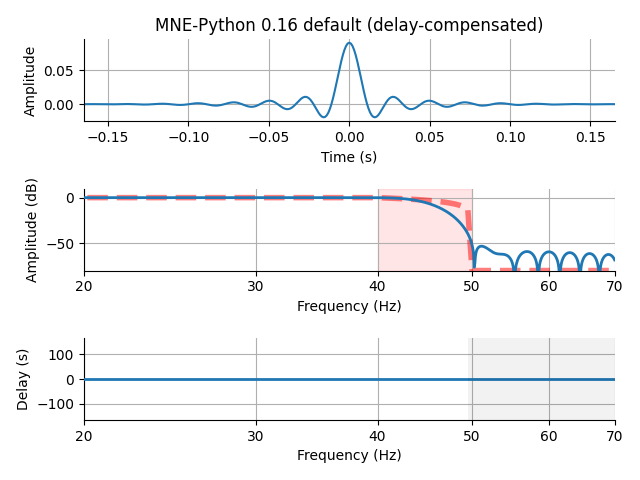 MNE-Python 0.16 default (delay-compensated)
Amplitude
0.05
0.00
−0.15 −0.10 −0.05 0.00 0.05 0.10 0.15
Time (s)
Amplitude (dB)
0
−50
20 30 40 50 60 70
Frequency (Hz)
Delay (s)
100
0
−100
20 30 40 50 60 70
Frequency (Hz)